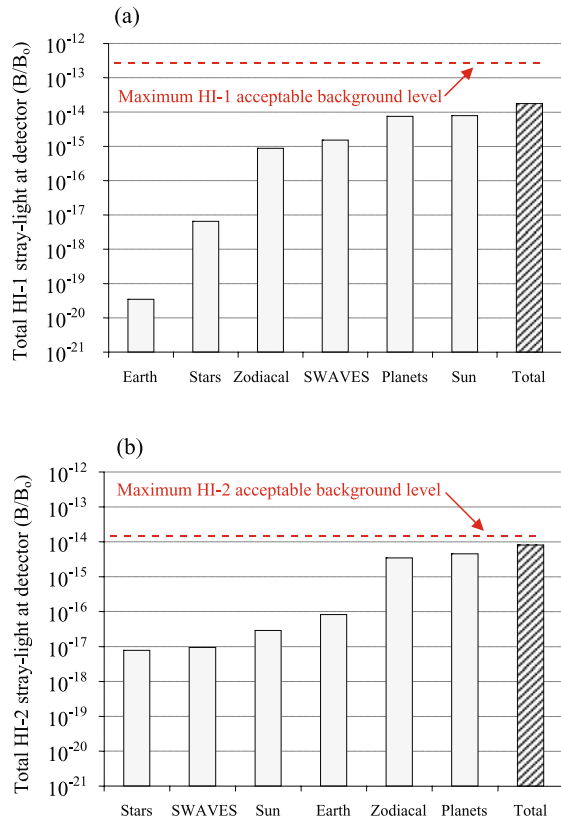 (a)
Total HI-1 stray-light at detector (B/Bₒ)
10⁻¹²
10⁻¹³
10⁻¹⁴
10⁻¹⁵
10⁻¹⁶
10⁻¹⁷
10⁻¹⁸
10⁻¹⁹
10⁻²⁰
10⁻²¹
Maximum HI-1 acceptable background level
Earth Stars Zodiacal SWAVES Planets Sun Total
(b)
Total HI-2 stray-light at detector (B/Bₒ)
10⁻¹²
10⁻¹³
10⁻¹⁴
10⁻¹⁵
10⁻¹⁶
10⁻¹⁷
10⁻¹⁸
10⁻¹⁹
10⁻²⁰
10⁻²¹
Maximum HI-2 acceptable background level
Stars SWAVES Sun Earth Zodiacal Planets Total